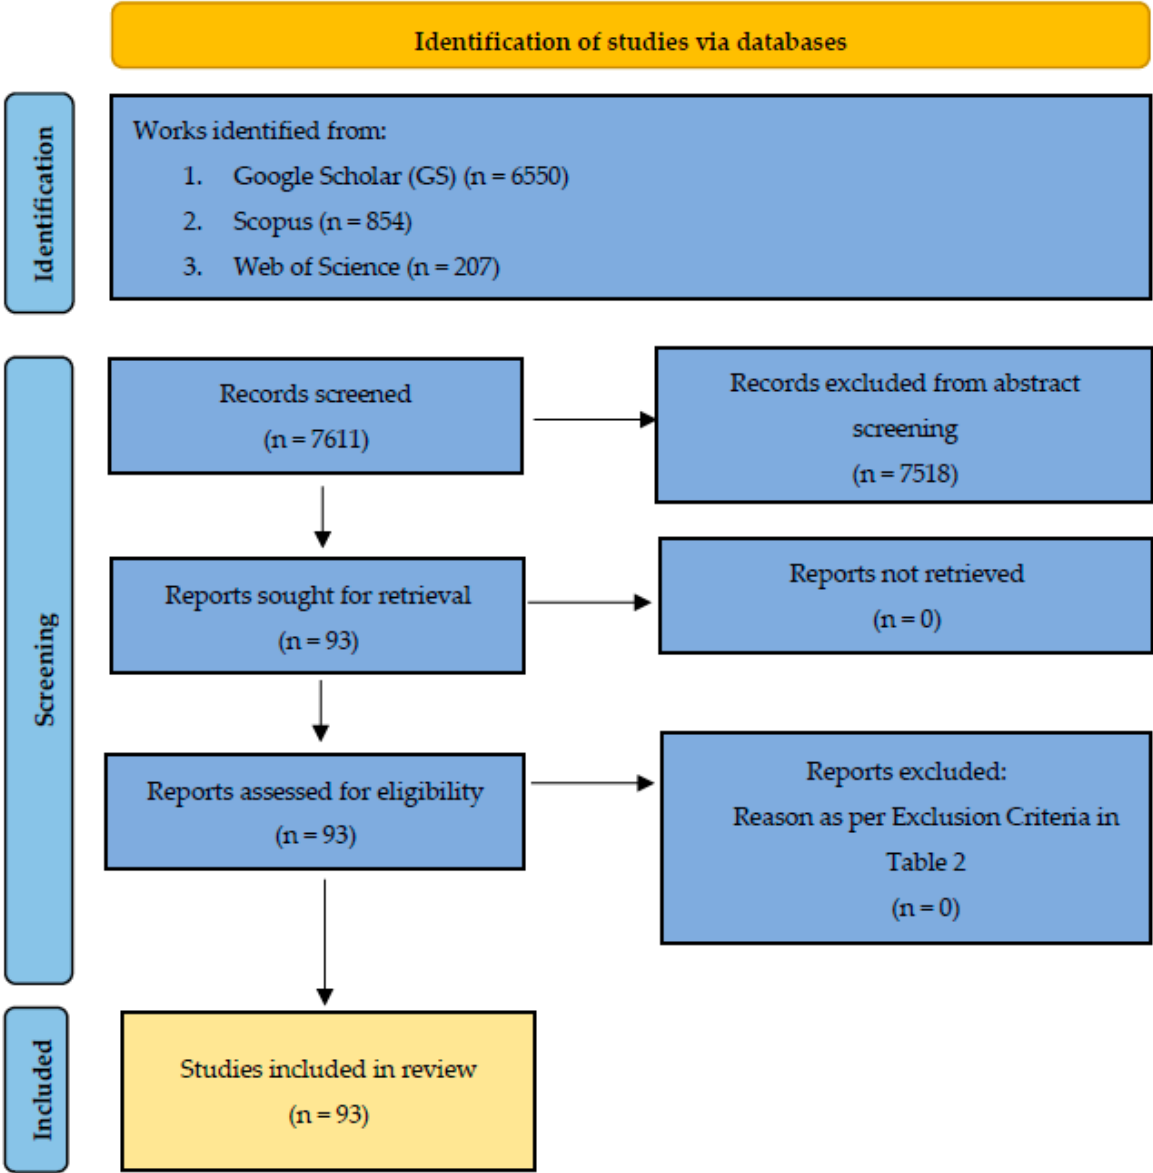 Identification of studies via databases
Identification
Works identified from:
1. Google Scholar (GS) (n = 6550)
2. Scopus (n = 854)
3. Web of Science (n = 207)
Screening
Records screened
(n = 7611)
Records excluded from abstract
screening
(n = 7518)
Reports sought for retrieval
(n = 93)
Reports not retrieved
(n = 0)
Reports assessed for eligibility
(n = 93)
Reports excluded:
Reason as per Exclusion Criteria in
Table 2
(n = 0)
Included
Studies included in review
(n = 93)